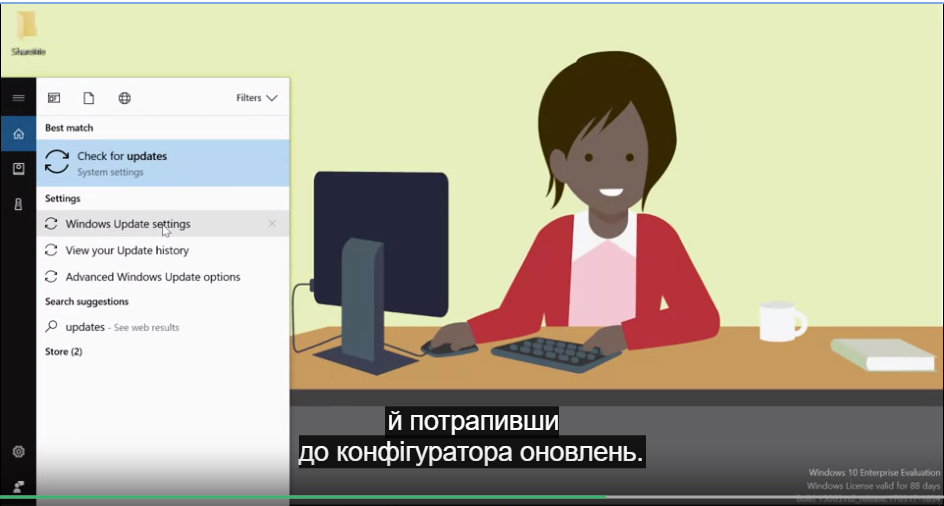 Shareable
Filters
Best match
Check for updates
System settings
Settings
Windows Update settings
View your Update history
Advanced Windows Update options
Search suggestions
updates - See web results
Store (2)
й потрапивши
до конфігуратора оновлень.
Windows 10 Enterprise Evaluation
Windows License valid for 88 days